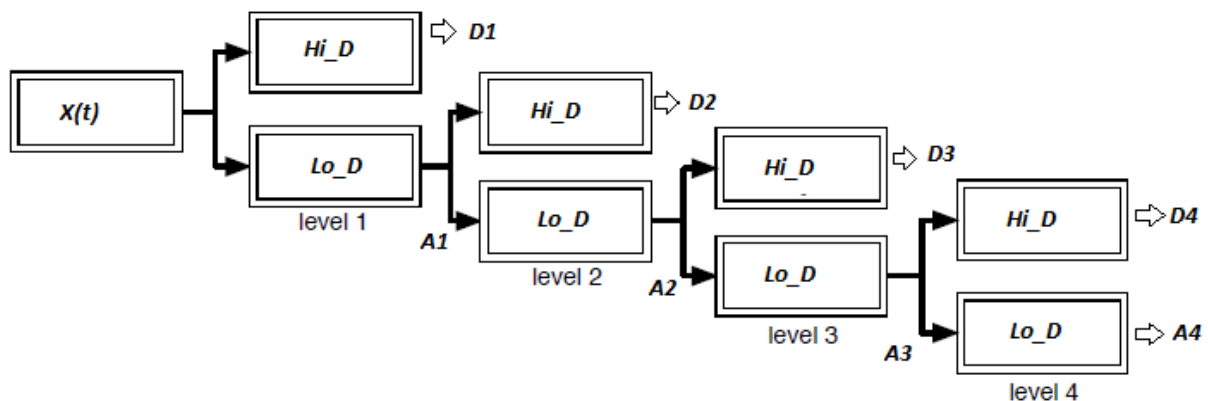 X(t)
Hi_D
D1
Lo_D
level 1
A1
Hi_D
D2
Lo_D
level 2
A2
Hi_D
D3
Lo_D
level 3
A3
Hi_D
D4
Lo_D
A4
level 4